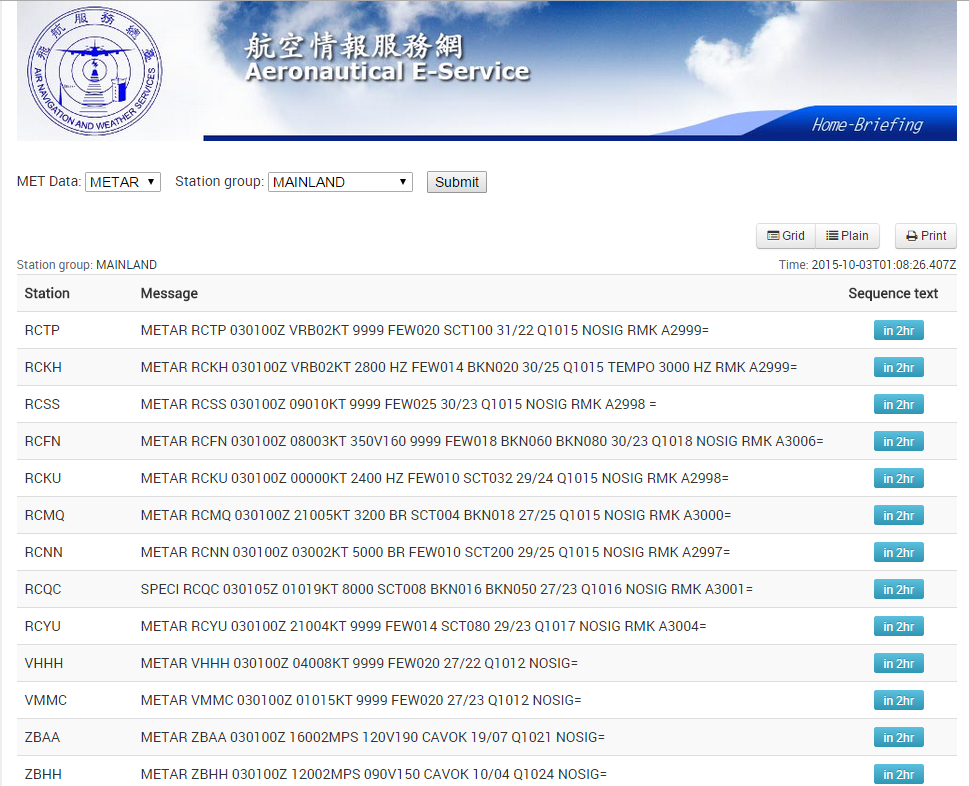 飛航服務總臺
AIR NAVIGATION AND WEATHER SERVICES
航空情報服務網
Aeronautical E-Service
Home-Briefing
MET Data: METAR Station group: MAINLAND Submit
Grid Plain Print
Station group: MAINLAND Time: 2015-10-03T01:08:26.407Z
Station Message Sequence text
RCTP METAR RCTP 030100Z VRB02KT 9999 FEW020 SCT100 31/22 Q1015 NOSIG RMK A2999= in 2hr
RCKH METAR RCKH 030100Z VRB02KT 2800 HZ FEW014 BKN020 30/25 Q1015 TEMPO 3000 HZ RMK A2999= in 2hr
RCSS METAR RCSS 030100Z 09010KT 9999 FEW025 30/23 Q1015 NOSIG RMK A2998 = in 2hr
RCFN METAR RCFN 030100Z 08003KT 350V160 9999 FEW018 BKN060 BKN080 30/23 Q1018 NOSIG RMK A3006= in 2hr
RCKU METAR RCKU 030100Z 00000KT 2400 HZ FEW010 SCT032 29/24 Q1015 NOSIG RMK A2998= in 2hr
RCMQ METAR RCMQ 030100Z 21005KT 3200 BR SCT004 BKN018 27/25 Q1015 NOSIG RMK A3000= in 2hr
RCNN METAR RCNN 030100Z 03002KT 5000 BR FEW010 SCT200 29/25 Q1015 NOSIG RMK A2997= in 2hr
RCQC SPECI RCQC 030105Z 01019KT 8000 SCT008 BKN016 BKN050 27/23 Q1016 NOSIG RMK A3001= in 2hr
RCYU METAR RCYU 030100Z 21004KT 9999 FEW014 SCT080 29/23 Q1017 NOSIG RMK A3004= in 2hr
VHHH METAR VHHH 030100Z 04008KT 9999 FEW020 27/22 Q1012 NOSIG= in 2hr
VMMC METAR VMMC 030100Z 01015KT 9999 FEW020 27/23 Q1012 NOSIG= in 2hr
ZBAA METAR ZBAA 030100Z 16002MPS 120V190 CAVOK 19/07 Q1021 NOSIG= in 2hr
ZBHH METAR ZBHH 030100Z 12002MPS 090V150 CAVOK 10/04 Q1024 NOSIG= in 2hr